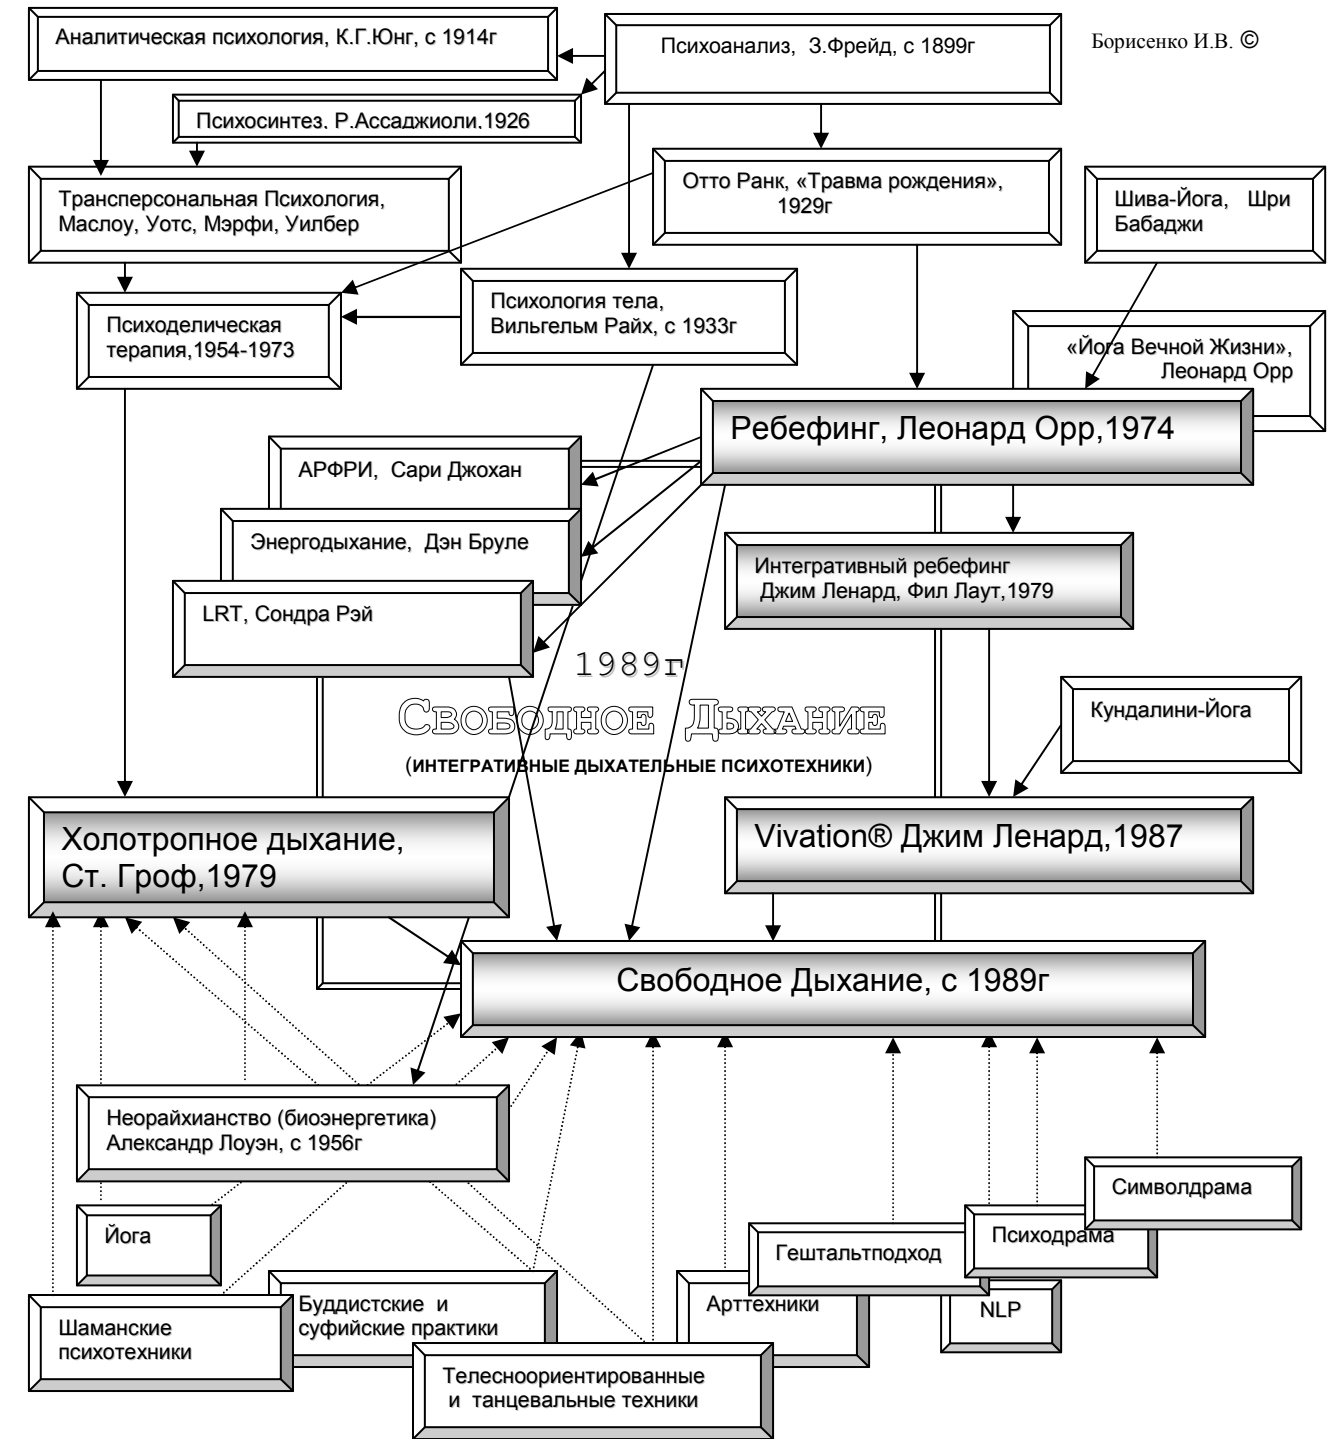 Аналитическая психология, К.Г.Юнг, с 1914г
Психоанализ, З.Фрейд, с 1899г
Борисенко И.В. ©
Психосинтез, Р.Ассаджиоли,1926
Трансперсональная Психология,
Маслоу, Уотс, Мэрфи, Уилбер
Отто Ранк, «Травма рождения»,
1929г
Шива-Йога, Шри
Бабаджи
Психоделическая
терапия,1954-1973
Психология тела,
Вильгельм Райх, с 1933г
«Йога Вечной Жизни»,
Леонард Орр
Ребефинг, Леонард Орр,1974
АРФРИ, Сари Джохан
Энергодыхание, Дэн Бруле
LRT, Сондра Рэй
Интегративный ребефинг
Джим Ленард, Фил Лаут,1979
1989г
Свободное Дыхание
(ИНТЕГРАТИВНЫЕ ДЫХАТЕЛЬНЫЕ ПСИХОТЕХНИКИ)
Кундалини-Йога
Холотропное дыхание,
Ст. Гроф,1979
Vivation® Джим Ленард,1987
Свободное Дыхание, с 1989г
Неорайхианство (биоэнергетика)
Александр Лоуэн, с 1956г
Йога
Шаманские
психотехники
Буддистские и
суфийские практики
Телесноориентированные
и танцевальные техники
Арттехники
Гештальтподход
NLP
Психодрама
Символдрама